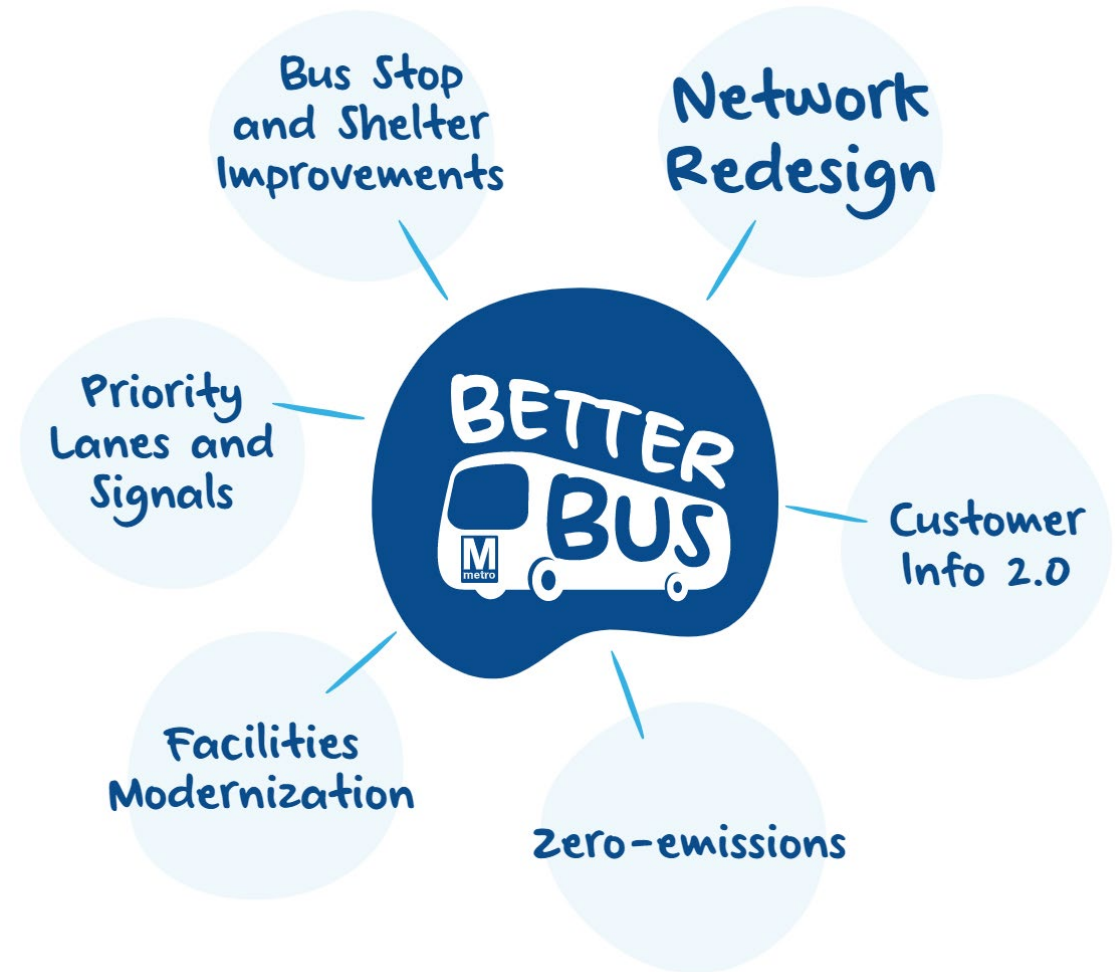 Bus Stop
and Shelter
Improvements
Network
Redesign
Priority
Lanes and
Signals
BETTER
BUS
M
metro
Customer
Info 2.0
Facilities
Modernization
Zero-emissions